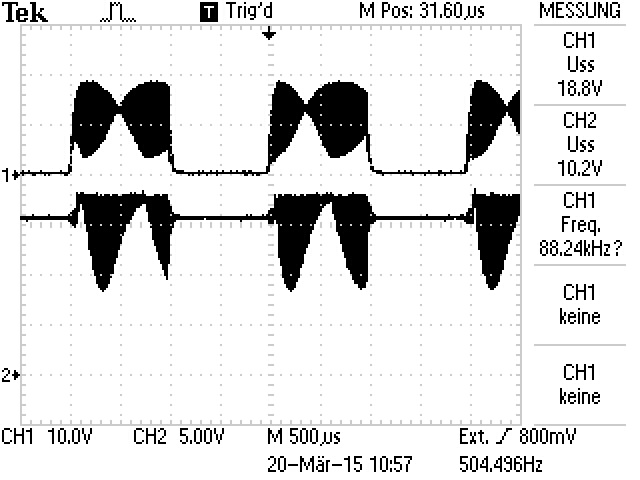 Tek T Trig'd M Pos: 31.60µs MESSUNG
CH1
Uss
18.8V
CH2
Uss
10.2V
CH1
Freq.
88.24kHz?
CH1
keine
CH1
keine
1
2
CH1 10.0V CH2 5.00V M 500µs Ext. 800mV
20-Mär-15 10:57 504.496Hz